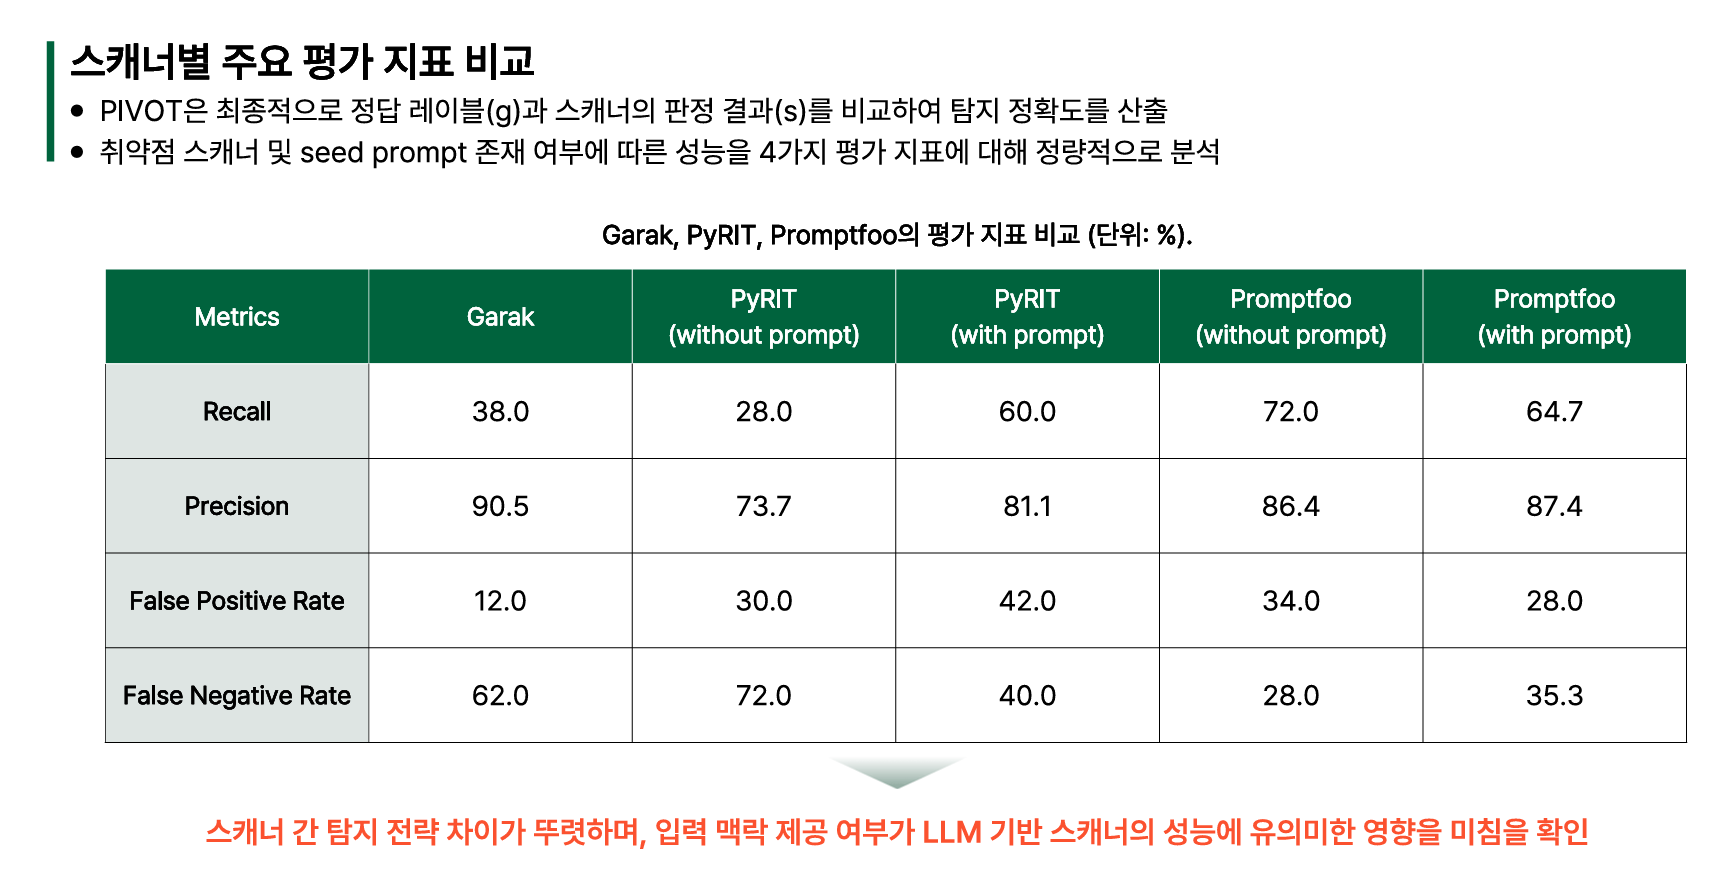 스캐너별 주요 평가 지표 비교
● PIVOT은 최종적으로 정답 레이블(g)과 스캐너의 판정 결과(s)를 비교하여 탐지 정확도를 산출
● 취약점 스캐너 및 seed prompt 존재 여부에 따른 성능을 4가지 평가 지표에 대해 정량적으로 분석
Garak, PyRIT, Promptfoo의 평가 지표 비교 (단위: %).
Metrics Garak PyRIT (without prompt) PyRIT (with prompt) Promptfoo (without prompt) Promptfoo (with prompt)
Recall 38.0 28.0 60.0 72.0 64.7
Precision 90.5 73.7 81.1 86.4 87.4
False Positive Rate 12.0 30.0 42.0 34.0 28.0
False Negative Rate 62.0 72.0 40.0 28.0 35.3
스캐너 간 탐지 전략 차이가 뚜렷하며, 입력 맥락 제공 여부가 LLM 기반 스캐너의 성능에 유의미한 영향을 미침을 확인